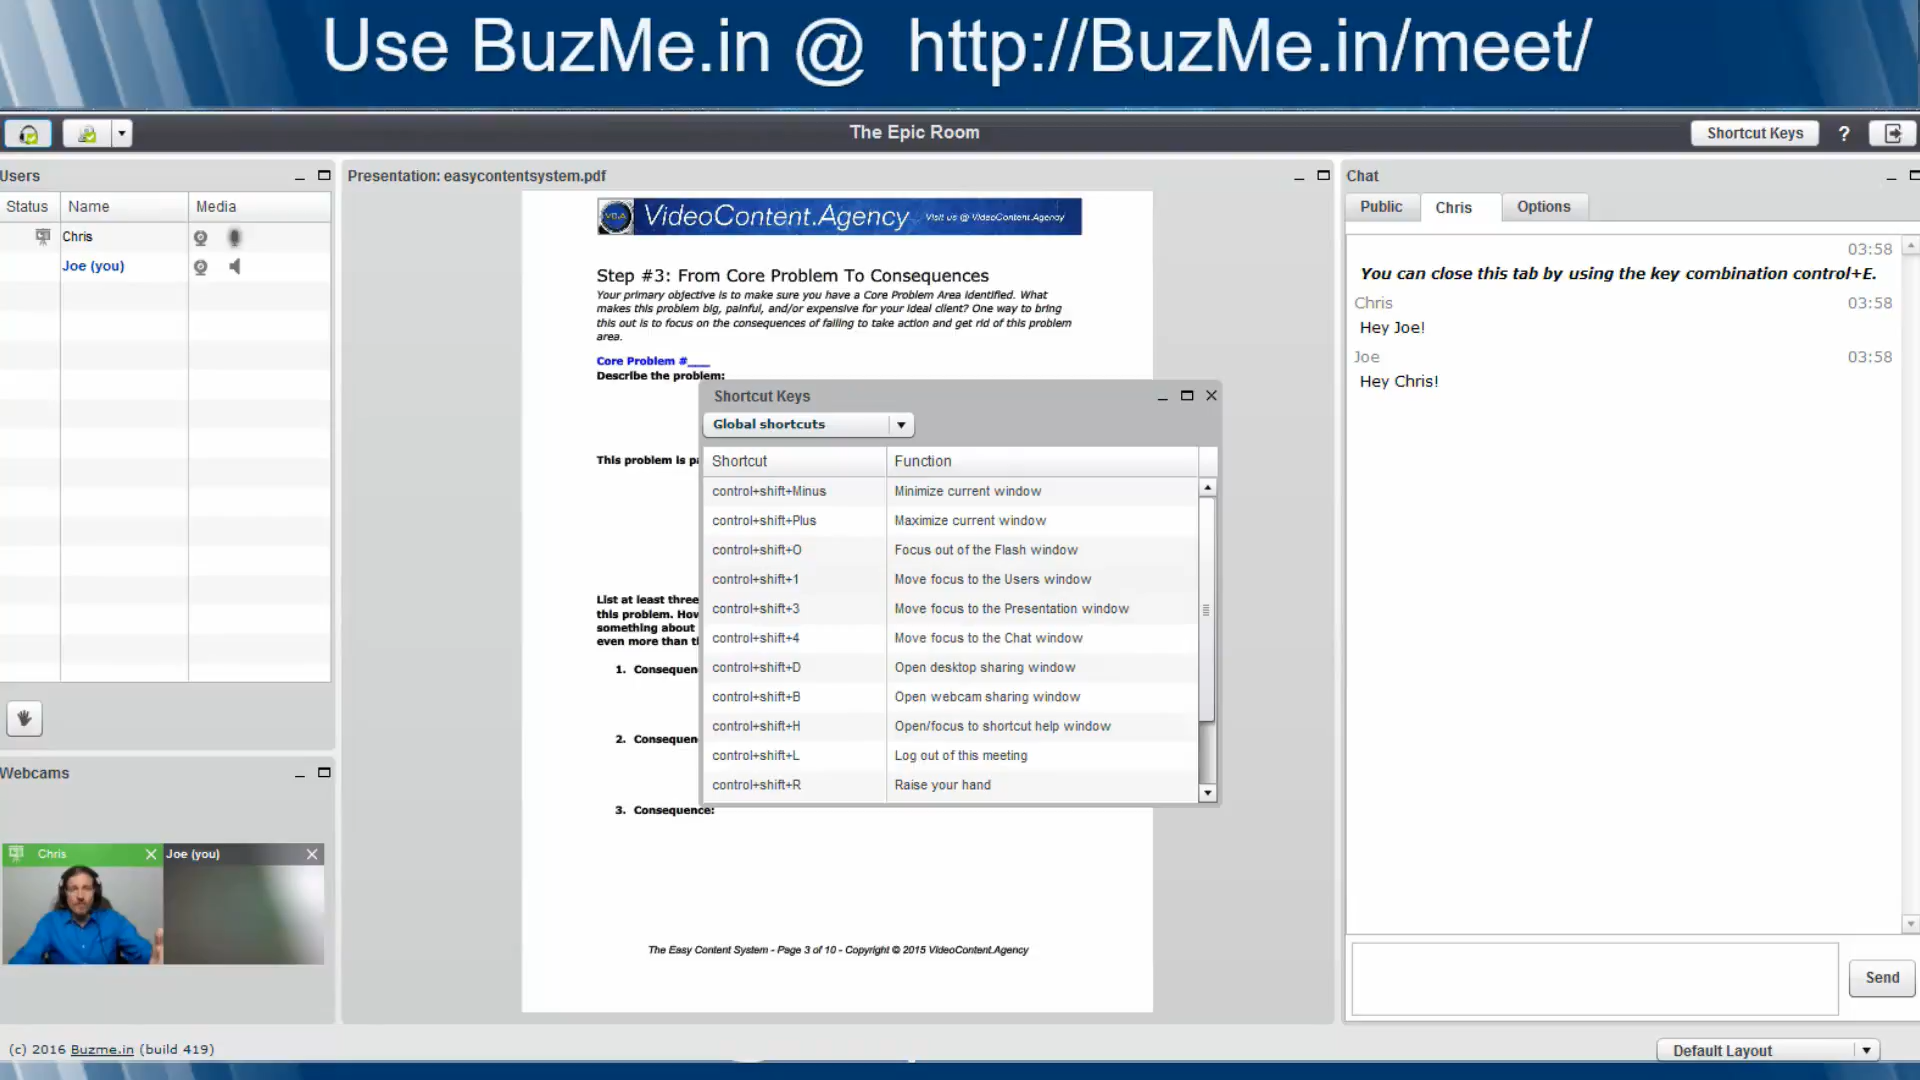 Use BuzMe.in @ http://BuzMe.in/meet/
The Epic Room
Shortcut Keys
?
Users
Status Name Media
Chris
Joe (you)
Webcams
Chris
Joe (you)
Presentation: easycontentsystem.pdf
VideoContent.Agency Visit us @ VideoContent.Agency
Step #3: From Core Problem To Consequences
Your primary objective is to make sure you have a Core Problem Area identified. What
makes this problem big, painful, and/or expensive for your ideal client? One way to bring
this out is to focus on the consequences of failing to take action and get rid of this problem
area.
Core Problem #___
Describe the problem:
This problem is pa
List at least three
this problem. How
something about
even more than th
1. Consequen
2. Consequen
3. Consequence:
The Easy Content System - Page 3 of 10 - Copyright © 2015 VideoContent.Agency
Shortcut Keys
Global shortcuts
Shortcut Function
control+shift+Minus Minimize current window
control+shift+Plus Maximize current window
control+shift+O Focus out of the Flash window
control+shift+1 Move focus to the Users window
control+shift+3 Move focus to the Presentation window
control+shift+4 Move focus to the Chat window
control+shift+D Open desktop sharing window
control+shift+B Open webcam sharing window
control+shift+H Open/focus to shortcut help window
control+shift+L Log out of this meeting
control+shift+R Raise your hand
Chat
Public Chris Options
03:58
You can close this tab by using the key combination control+E.
Chris 03:58
Hey Joe!
Joe 03:58
Hey Chris!
Send
(c) 2016 Buzme.in (build 419)
Default Layout